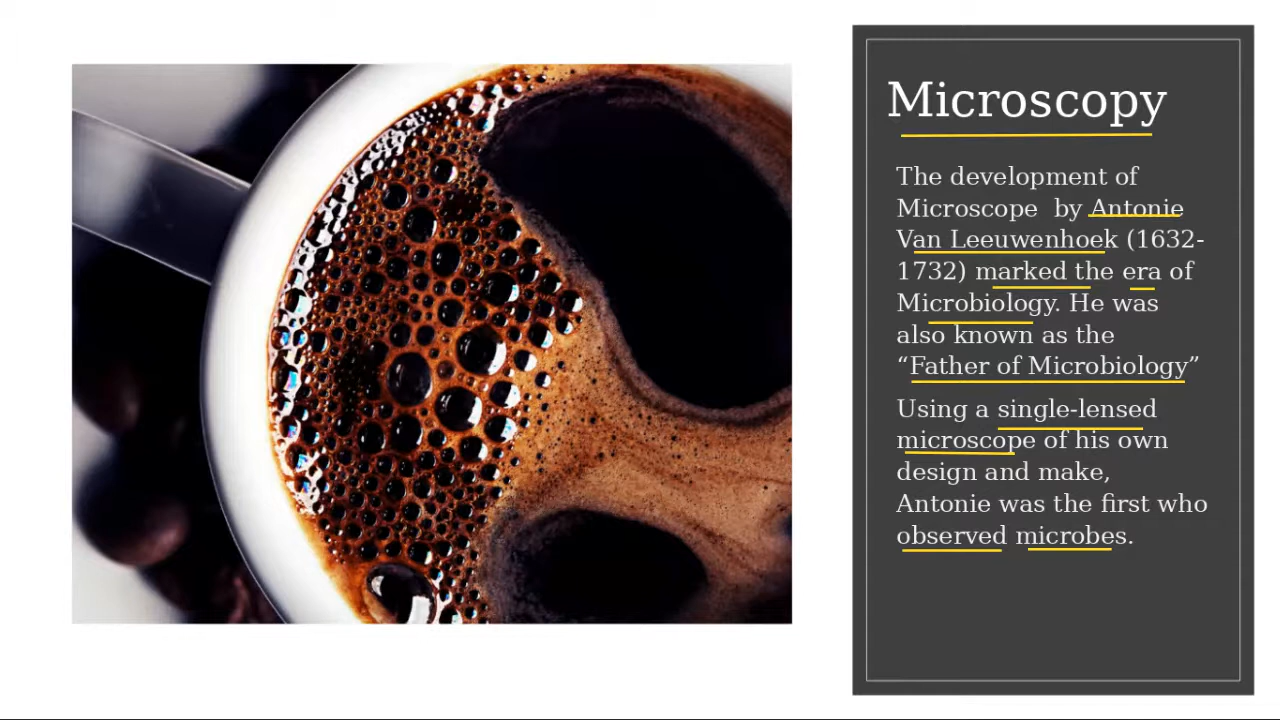 Microscopy
The development of
Microscope  by Antonie
Van Leeuwenhoek (1632-
1732) marked the era of
Microbiology. He was
also known as the
“Father of Microbiology”
Using a single-lensed
microscope of his own
design and make,
Antonie was the first who
observed microbes.